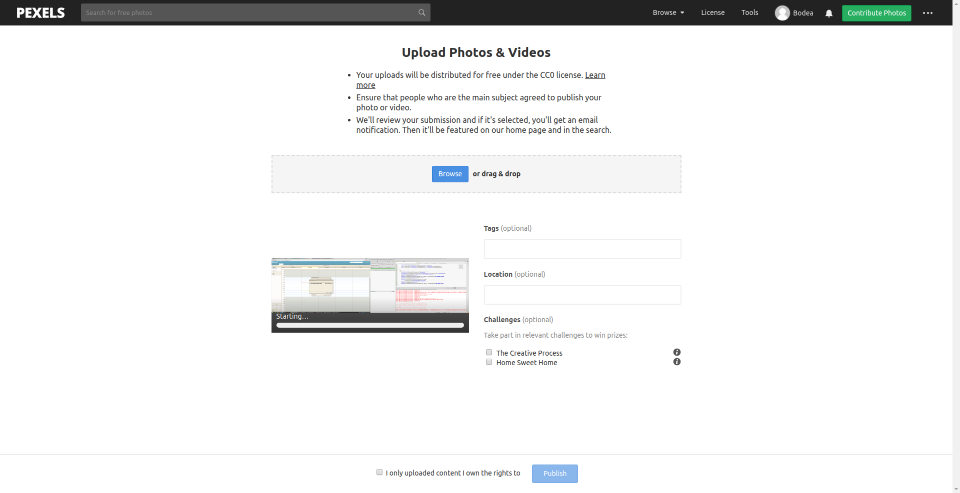 PEXELS
Search for free photos
Browse
License
Tools
Bodea
Contribute Photos
Upload Photos & Videos
Your uploads will be distributed for free under the CC0 license. Learn
more
Ensure that people who are the main subject agreed to publish your
photo or video.
We'll review your submission and if it's selected, you'll get an email
notification. Then it'll be featured on our home page and in the search.
Browse or drag & drop
Tags (optional)
Location (optional)
Starting...
Challenges (optional)
Take part in relevant challenges to win prizes:
The Creative Process
Home Sweet Home
I only uploaded content I own the rights to
Publish